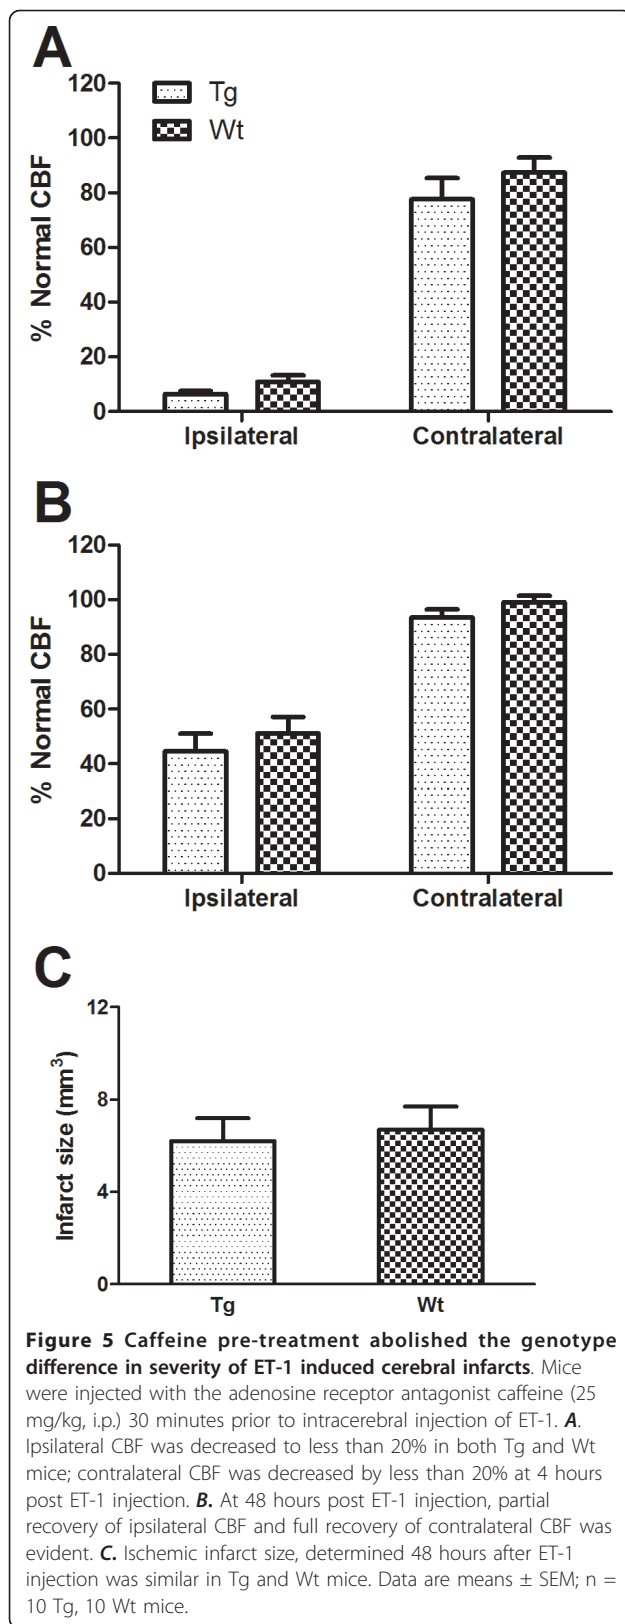 A
120
100
80
60
40
20
0
% Normal CBF
Tg
Wt
Ipsilateral Contralateral
B
120
100
80
60
40
20
0
% Normal CBF
Ipsilateral Contralateral
C
12
8
4
0
Infarct size (mm³)
Tg Wt
Figure 5 Caffeine pre-treatment abolished the genotype
difference in severity of ET-1 induced cerebral infarcts. Mice
were injected with the adenosine receptor antagonist caffeine (25
mg/kg, i.p.) 30 minutes prior to intracerebral injection of ET-1. A.
Ipsilateral CBF was decreased to less than 20% in both Tg and Wt
mice; contralateral CBF was decreased by less than 20% at 4 hours
post ET-1 injection. B. At 48 hours post ET-1 injection, partial
recovery of ipsilateral CBF and full recovery of contralateral CBF was
evident. C. Ischemic infarct size, determined 48 hours after ET-1
injection was similar in Tg and Wt mice. Data are means ± SEM; n =
10 Tg, 10 Wt mice.